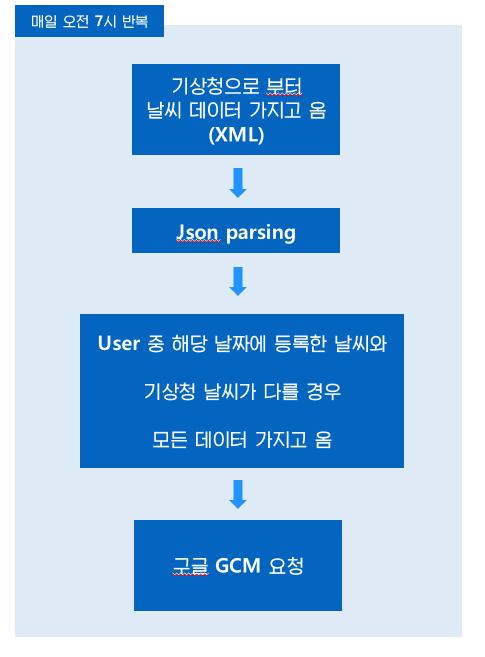 매일 오전 7시 반복
기상청으로 부터
날씨 데이터 가지고 옴
(XML)
Json parsing
User 중 해당 날짜에 등록한 날씨와
기상청 날씨가 다를 경우
모든 데이터 가지고 옴
구글 GCM 요청